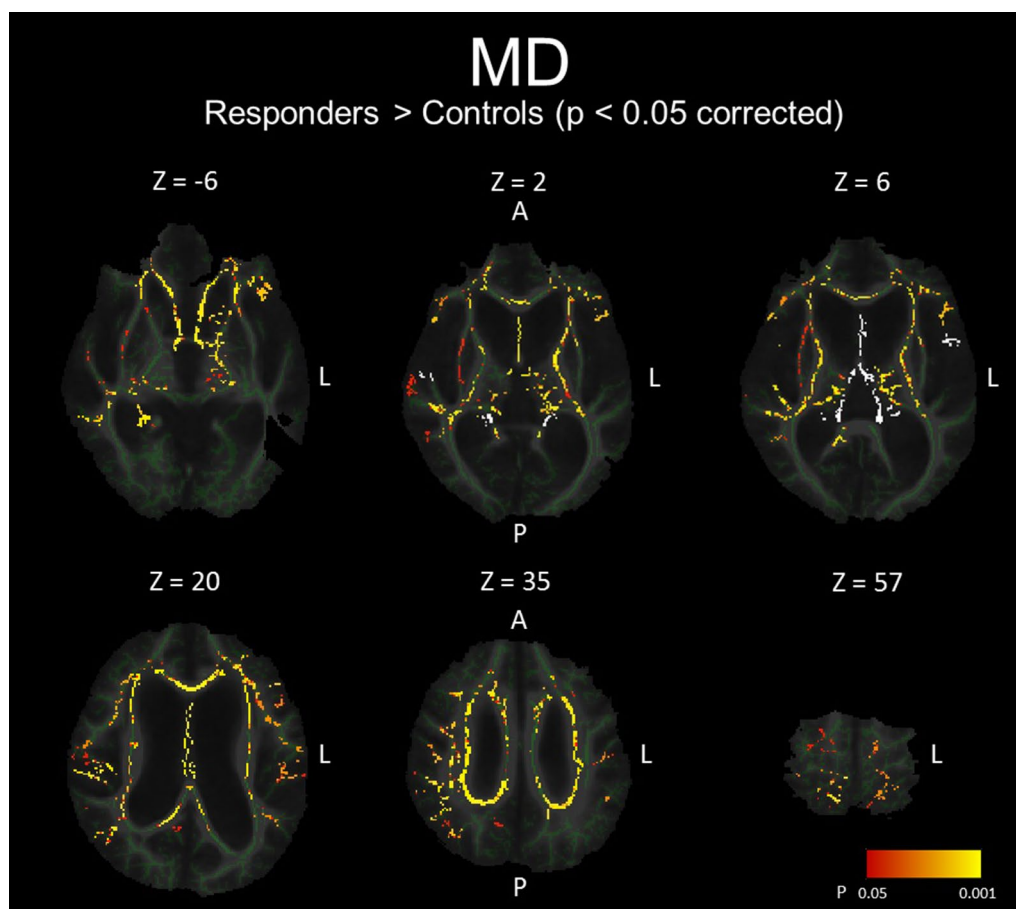 MD
Responders > Controls (p < 0.05 corrected)
Z = -6
Z = 2
Z = 6
A
L
L
L
P
Z = 20
Z = 35
Z = 57
A
L
L
L
P
P 0.05 0.001